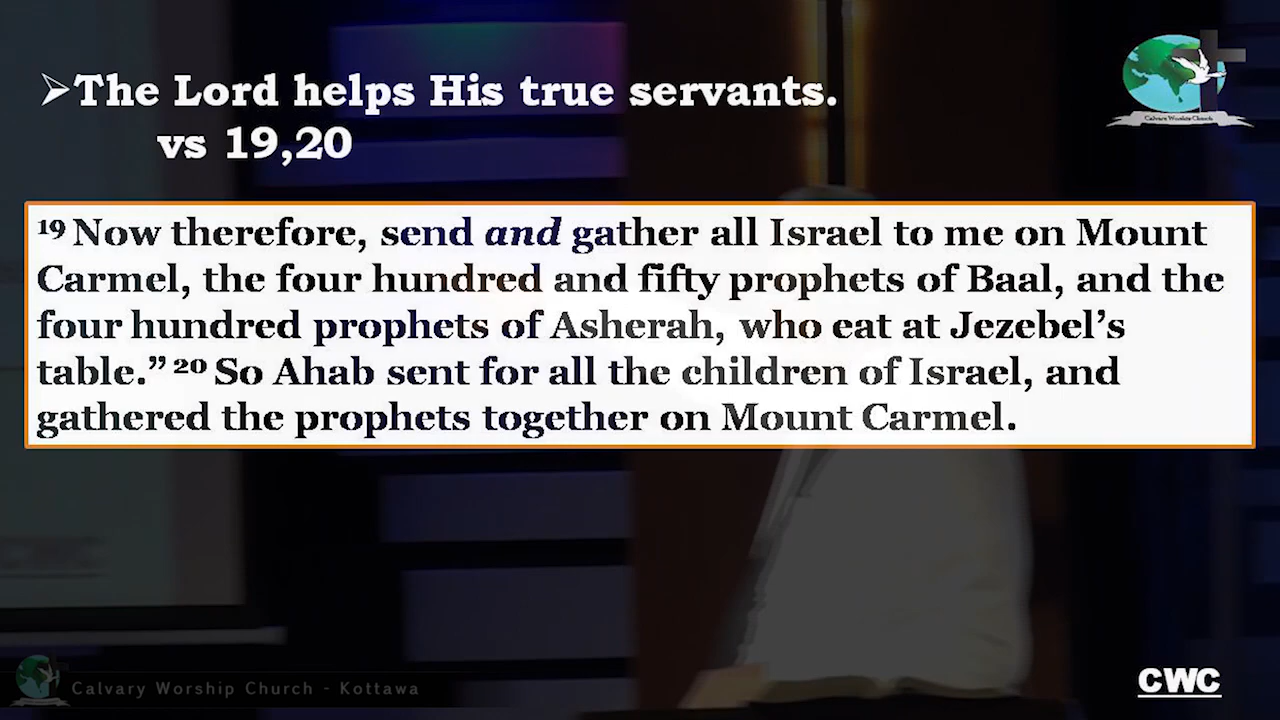 ➢The Lord helps His true servants.
vs 19,20
Calvary Worship Church
¹⁹ Now therefore, send and gather all Israel to me on Mount
Carmel, the four hundred and fifty prophets of Baal, and the
four hundred prophets of Asherah, who eat at Jezebel’s
table.” ²⁰ So Ahab sent for all the children of Israel, and
gathered the prophets together on Mount Carmel.
Calvary Worship Church - Kottawa
CWC